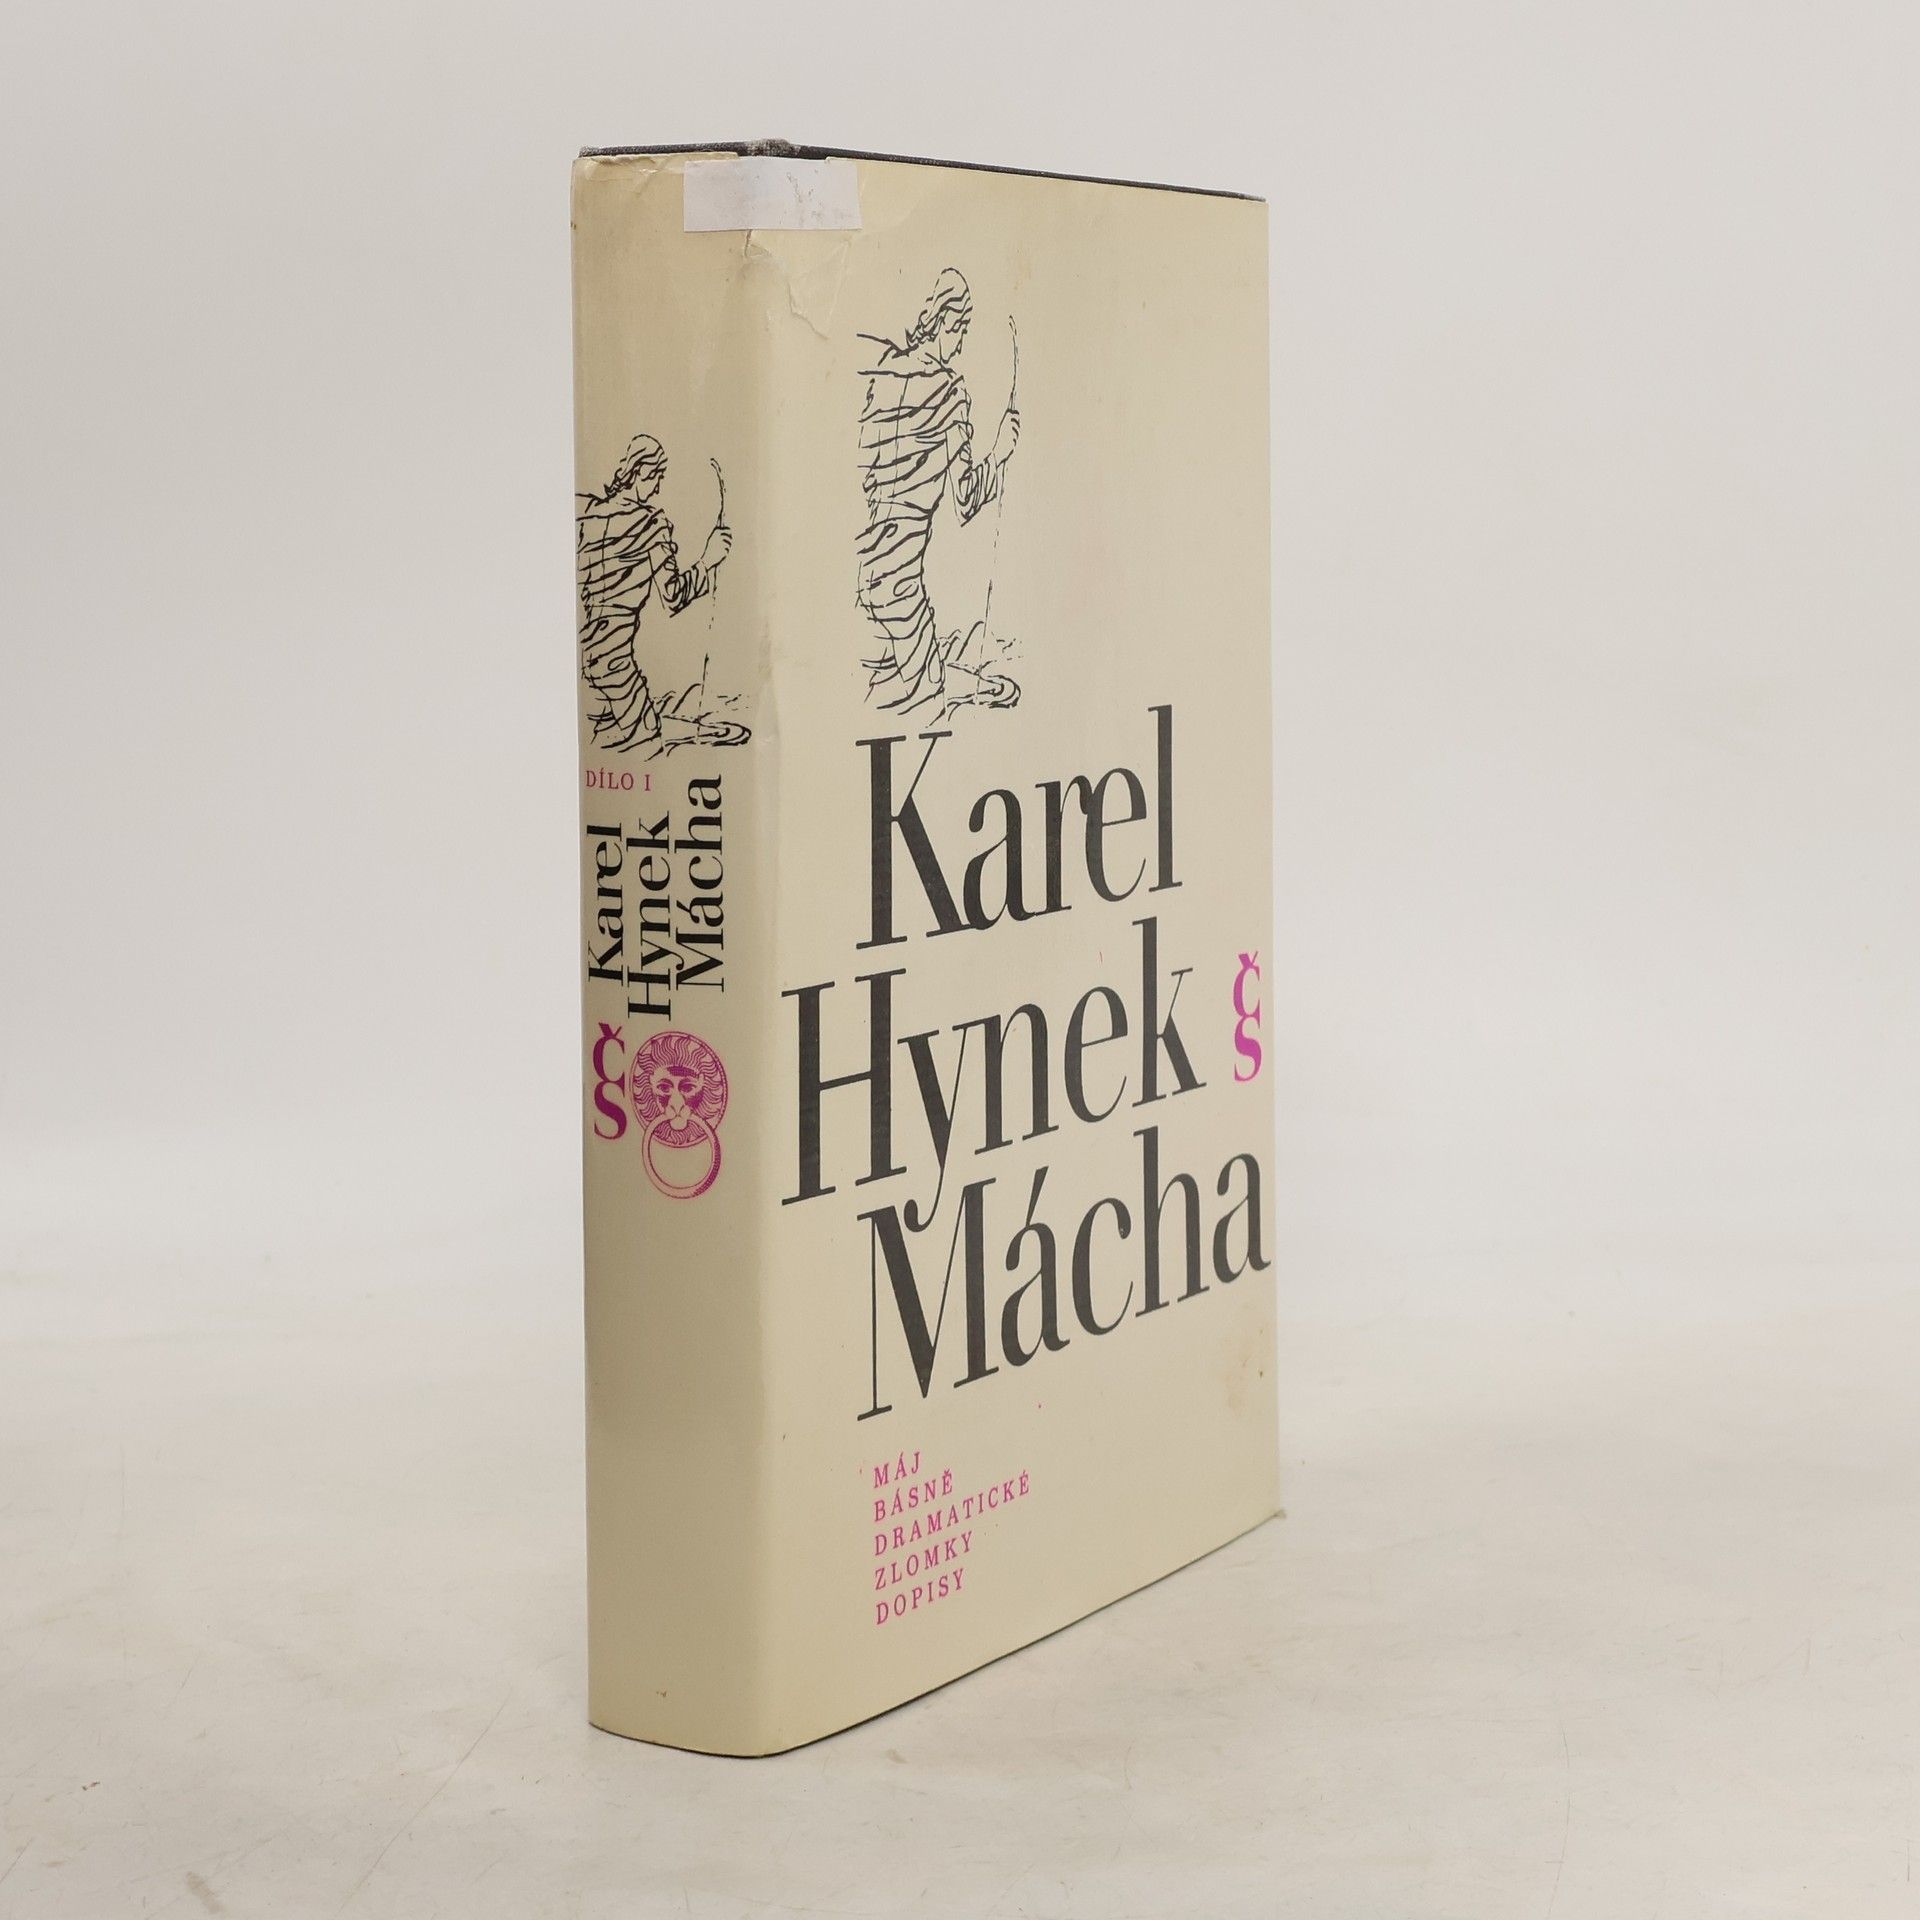 DÍLO I
Karel
Hynek
Mácha
ČS
Karel
Hynek
Mácha
ČS
MÁJ
BÁSNĚ
DRAMATICKÉ
ZLOMKY
DOPISY